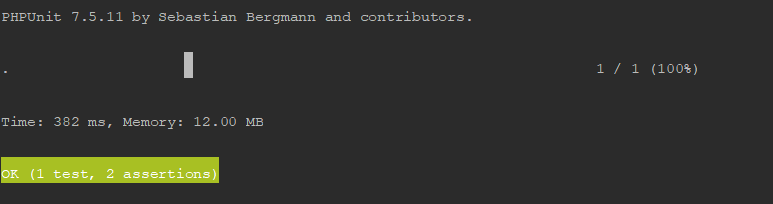 PHPUnit 7.5.11 by Sebastian Bergmann and contributors.
. 1 / 1 (100%)
Time: 382 ms, Memory: 12.00 MB
OK (1 test, 2 assertions)